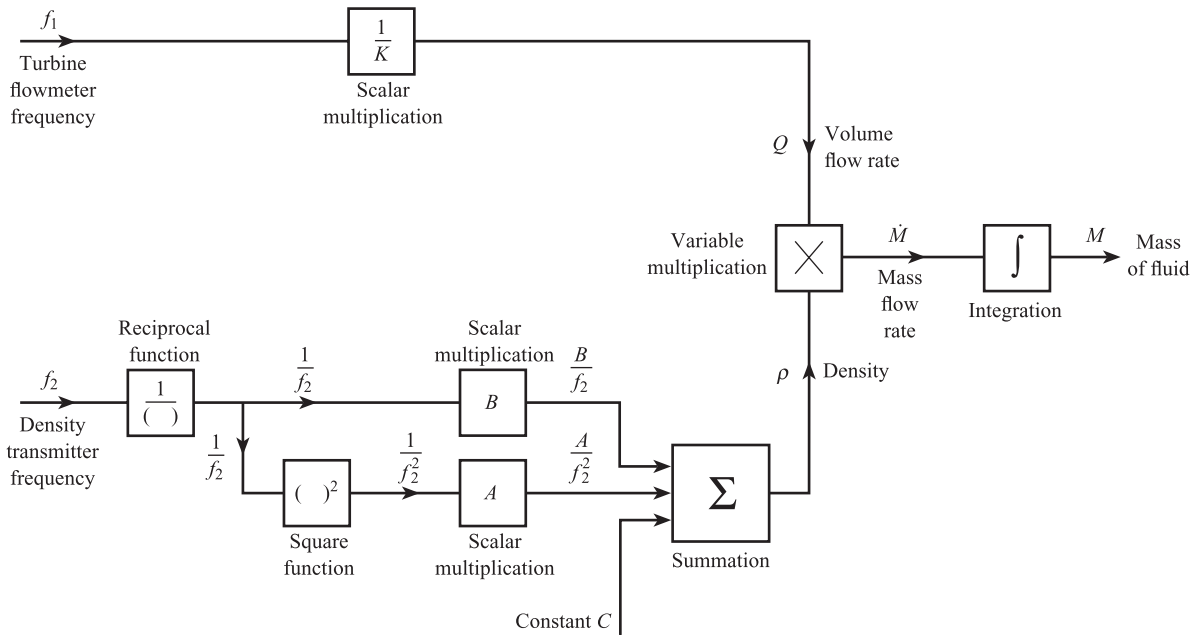 f₁
Turbine
flowmeter
frequency
1
K
Scalar
multiplication
Q
Volume
flow rate
Variable
multiplication
×
Ṁ
Mass
flow
rate
∫
Integration
M
Mass
of fluid
Reciprocal
function
f₂
Density
transmitter
frequency
1
( )
1
f₂
1
f₂
Scalar
multiplication
B
B
f₂
ρ
Density
( )²
Square
function
1
f₂²
A
Scalar
multiplication
A
f₂²
Σ
Summation
Constant C